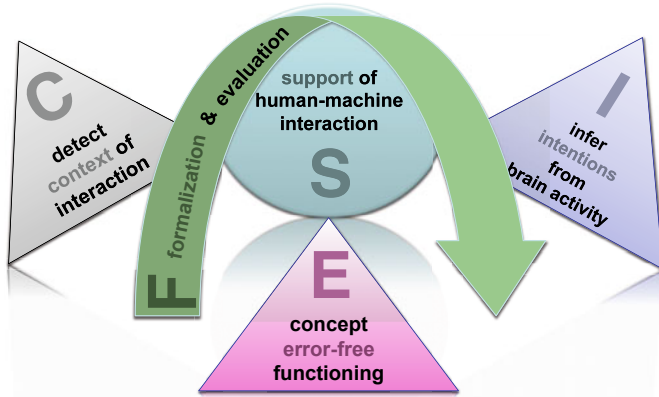 C
detect
context of
interaction
F formalization & evaluation
support of
human-machine
interaction
S
I
infer
intentions
from
brain activity
E
concept
error-free
functioning